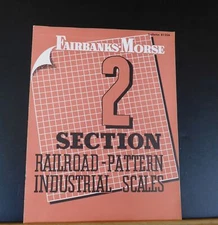 FAIRBANKS-MORSE
2
SECTION
RAILROAD-PATTERN
INDUSTRIAL SCALES